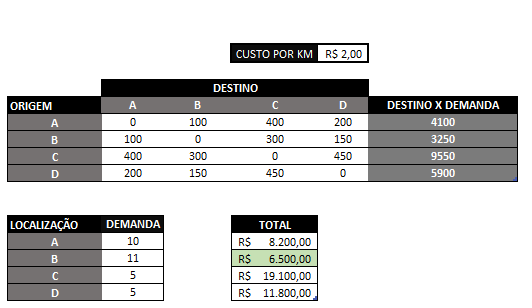 CUSTO POR KM R$ 2,00
DESTINO
ORIGEM A B C D DESTINO X DEMANDA
A 0 100 400 200 4100
B 100 0 300 150 3250
C 400 300 0 450 9550
D 200 150 450 0 5900
LOCALIZAÇÃO DEMANDA TOTAL
A 10 R$ 8.200,00
B 11 R$ 6.500,00
C 5 R$ 19.100,00
D 5 R$ 11.800,00